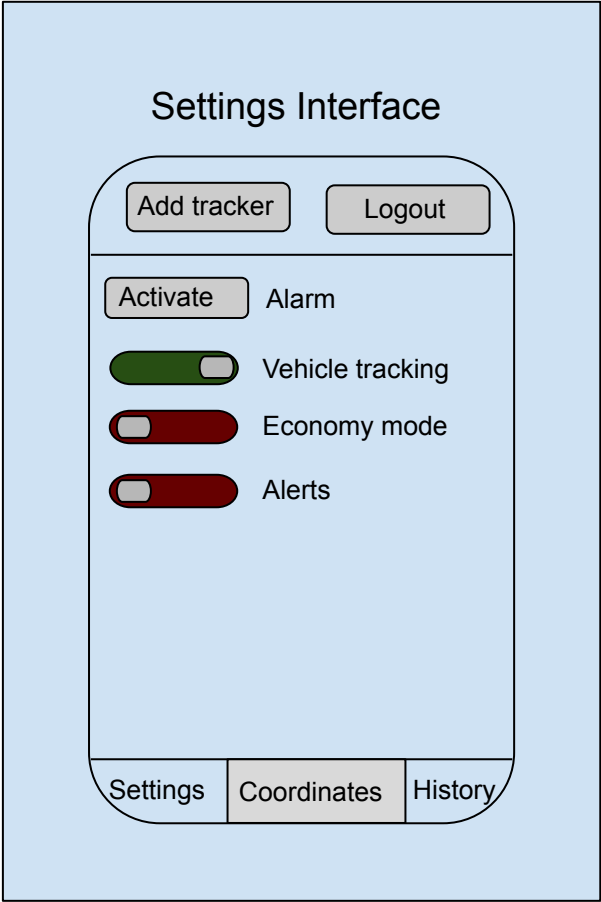 Settings Interface
Add tracker
Logout
Activate
Alarm
Vehicle tracking
Economy mode
Alerts
Settings
Coordinates
History